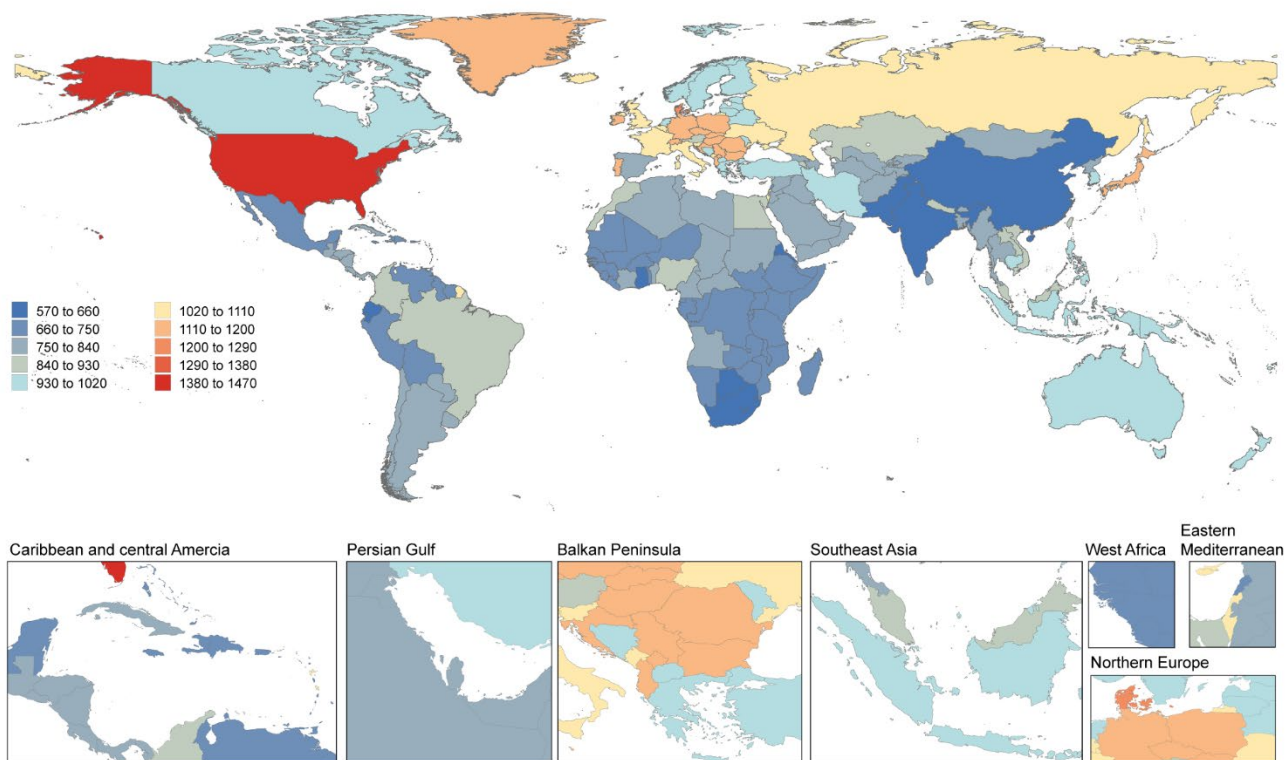 570 to 660
660 to 750
750 to 840
840 to 930
930 to 1020
1020 to 1110
1110 to 1200
1200 to 1290
1290 to 1380
1380 to 1470
Caribbean and central Amercia
Persian Gulf
Balkan Peninsula
Southeast Asia
West Africa
Eastern
Mediterranean
Northern Europe